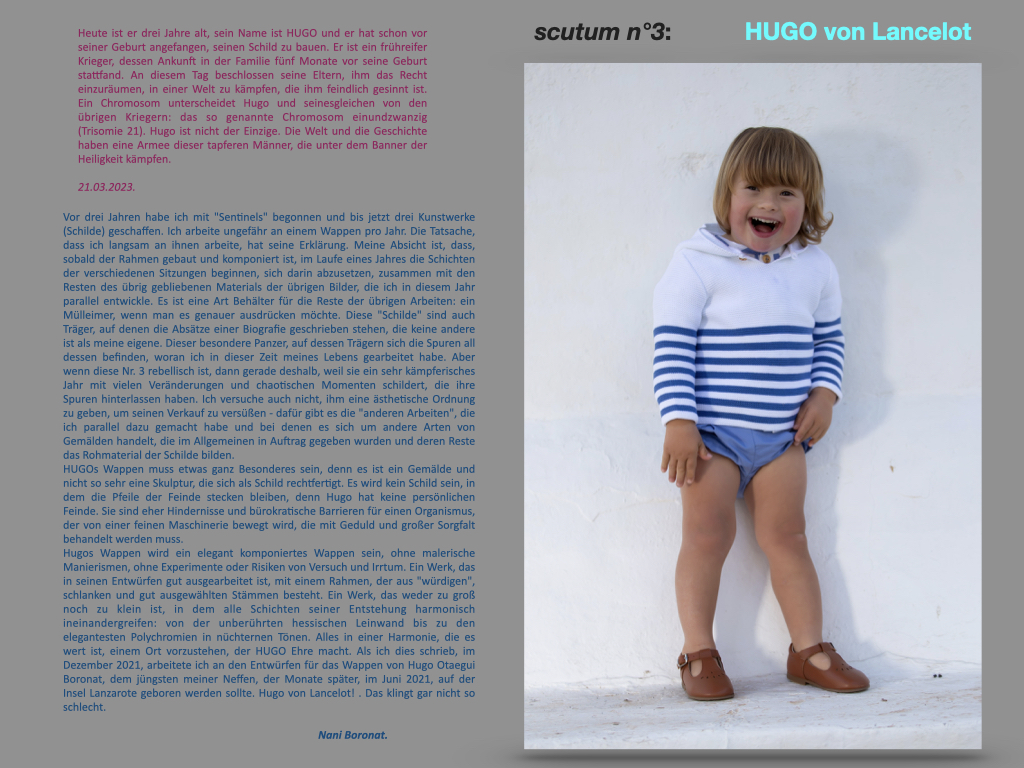 scutum n°3: HUGO von Lancelot
Heute ist er drei Jahre alt, sein Name ist HUGO und er hat schon vor
seiner Geburt angefangen, seinen Schild zu bauen. Er ist ein frühreifer
Krieger, dessen Ankunft in der Familie fünf Monate vor seine Geburt
stattfand. An diesem Tag beschlossen seine Eltern, ihm das Recht
einzuräumen, in einer Welt zu kämpfen, die ihm feindlich gesinnt ist.
Ein Chromosom unterscheidet Hugo und seinesgleichen von den
übrigen Kriegern: das so genannte Chromosom einundzwanzig
(Trisomie 21). Hugo ist nicht der Einzige. Die Welt und die Geschichte
haben eine Armee dieser tapferen Männer, die unter dem Banner der
Heiligkeit kämpfen.
21.03.2023.
Vor drei Jahren habe ich mit "Sentinels" begonnen und bis jetzt drei Kunstwerke
(Schilde) geschaffen. Ich arbeite ungefähr an einem Wappen pro Jahr. Die Tatsache,
dass ich langsam an ihnen arbeite, hat seine Erklärung. Meine Absicht ist, dass,
sobald der Rahmen gebaut und komponiert ist, im Laufe eines Jahres die Schichten
der verschiedenen Sitzungen beginnen, sich darin abzusetzen, zusammen mit den
Resten des übrig gebliebenen Materials der übrigen Bilder, die ich in diesem Jahr
parallel entwickle. Es ist eine Art Behälter für die Reste der übrigen Arbeiten: ein
Mülleimer, wenn man es genauer ausdrücken möchte. Diese "Schilde" sind auch
Träger, auf denen die Absätze einer Biografie geschrieben stehen, die keine andere
ist als meine eigene. Dieser besondere Panzer, auf dessen Trägern sich die Spuren all
dessen befinden, woran ich in dieser Zeit meines Lebens gearbeitet habe. Aber
wenn diese Nr. 3 rebellisch ist, dann gerade deshalb, weil sie ein sehr kämpferisches
Jahr mit vielen Veränderungen und chaotischen Momenten schildert, die ihre
Spuren hinterlassen haben. Ich versuche auch nicht, ihm eine ästhetische Ordnung
zu geben, um seinen Verkauf zu versüßen - dafür gibt es die "anderen Arbeiten", die
ich parallel dazu gemacht habe und bei denen es sich um andere Arten von
Gemälden handelt, die im Allgemeinen in Auftrag gegeben wurden und deren Reste
das Rohmaterial der Schilde bilden.
HUGOs Wappen muss etwas ganz Besonderes sein, denn es ist ein Gemälde und
nicht so sehr eine Skulptur, die sich als Schild rechtfertigt. Es wird kein Schild sein, in
dem die Pfeile der Feinde stecken bleiben, denn Hugo hat keine persönlichen
Feinde. Sie sind eher Hindernisse und bürokratische Barrieren für einen Organismus,
der von einer feinen Maschinerie bewegt wird, die mit Geduld und großer Sorgfalt
behandelt werden muss.
Hugos Wappen wird ein elegant komponiertes Wappen sein, ohne malerische
Manierismen, ohne Experimente oder Risiken von Versuch und Irrtum. Ein Werk, das
in seinen Entwürfen gut ausgearbeitet ist, mit einem Rahmen, der aus "würdigen",
schlanken und gut ausgewählten Stämmen besteht. Ein Werk, das weder zu groß
noch zu klein ist, in dem alle Schichten seiner Entstehung harmonisch
ineinandergreifen: von der unberührten hessischen Leinwand bis zu den
elegantesten Polychromien in nüchternen Tönen. Alles in einer Harmonie, die es
wert ist, einem Ort vorzustehen, der HUGO Ehre macht. Als ich dies schrieb, im
Dezember 2021, arbeitete ich an den Entwürfen für das Wappen von Hugo Otaegui
Boronat, dem jüngsten meiner Neffen, der Monate später, im Juni 2021, auf der
Insel Lanzarote geboren werden sollte. Hugo von Lancelot! . Das klingt gar nicht so
schlecht.
Nani Boronat.